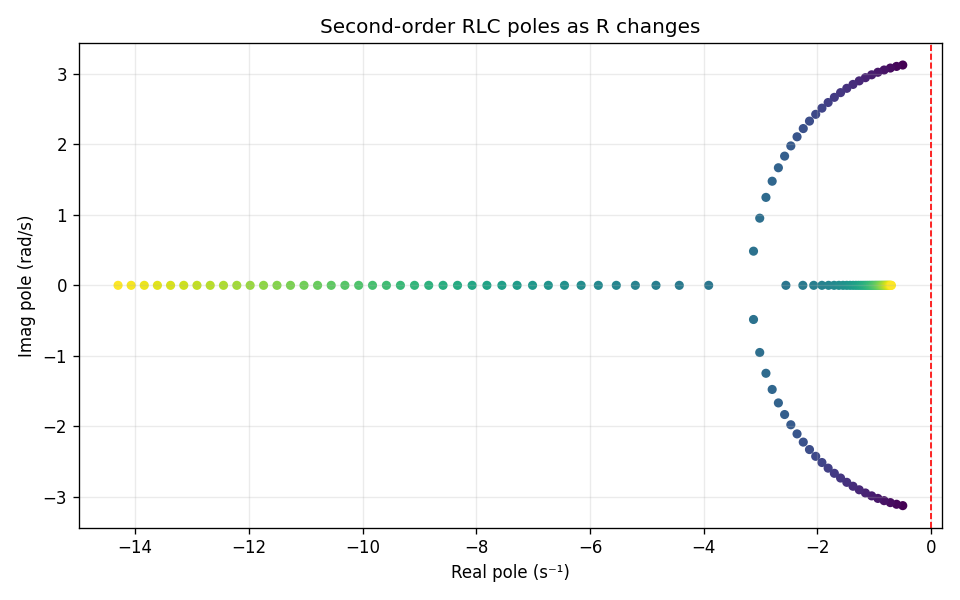 Second-order RLC poles as R changes
Imag pole (rad/s)
3
2
1
0
−1
−2
−3
−14 −12 −10 −8 −6 −4 −2 0
Real pole (s⁻¹)